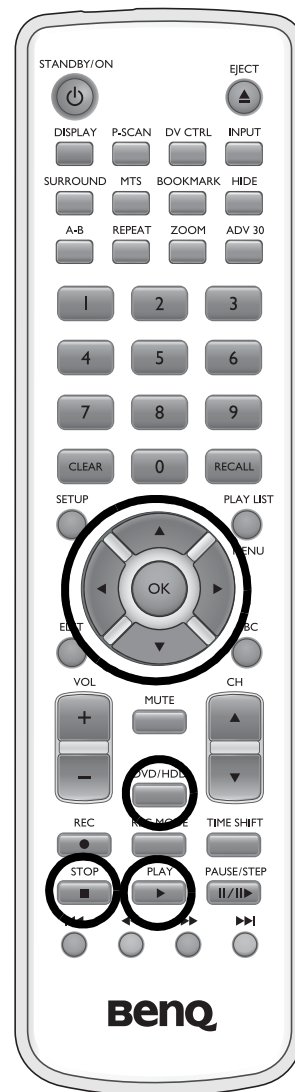 STANDBY/ON EJECT
DISPLAY P-SCAN DV CTRL INPUT
SURROUND MTS BOOKMARK HIDE
A-B REPEAT ZOOM ADV 30
1 2 3
4 5 6
7 8 9
CLEAR 0 RECALL
SETUP PLAY LIST
OK
VOL CH
MUTE
+
−
DVD/HDD
REC REC MODE TIME SHIFT
STOP PLAY PAUSE/STEP
BenQ